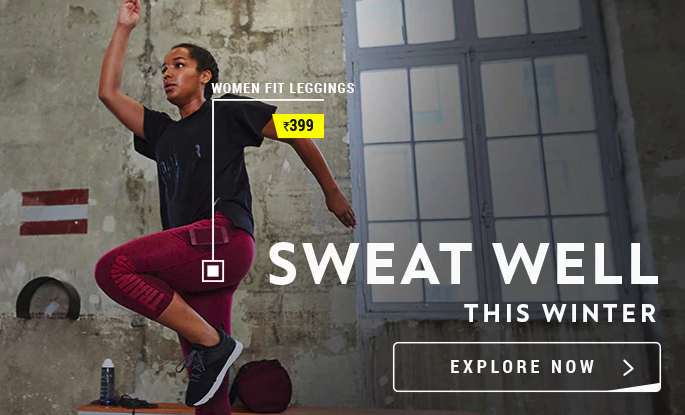 WOMEN FIT LEGGINGS
₹399
SWEAT WELL
THIS WINTER
EXPLORE NOW